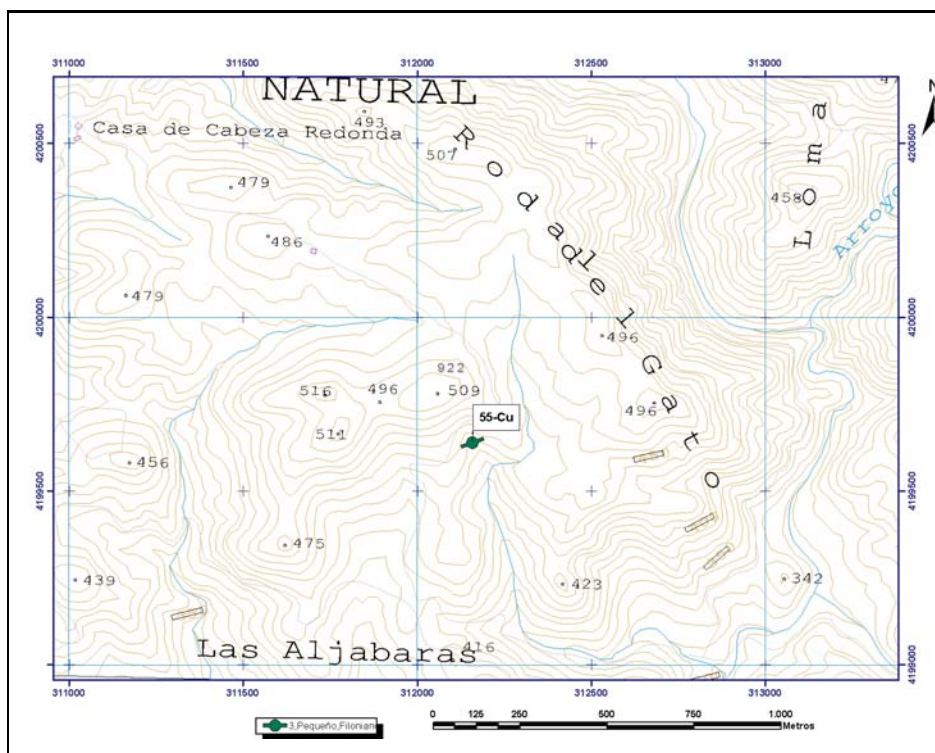 311000 311500 312000 312500 313000
N
NATURAL
493
Casa de Cabeza Redonda
4200500 4200500
507
Rodadle
del Gato
Loma
479
458
Arroyo
486
479
4200000 4200000
496
922
516 496 509
496
55-Cu
511
456
4199500 4199500
475
439
423
342
Las Aljabaras
416
4199000 4199000
311000 311500 312000 312500 313000
3,Pequeño,Filoniano
0 125 250 500 750 1.000
Metros